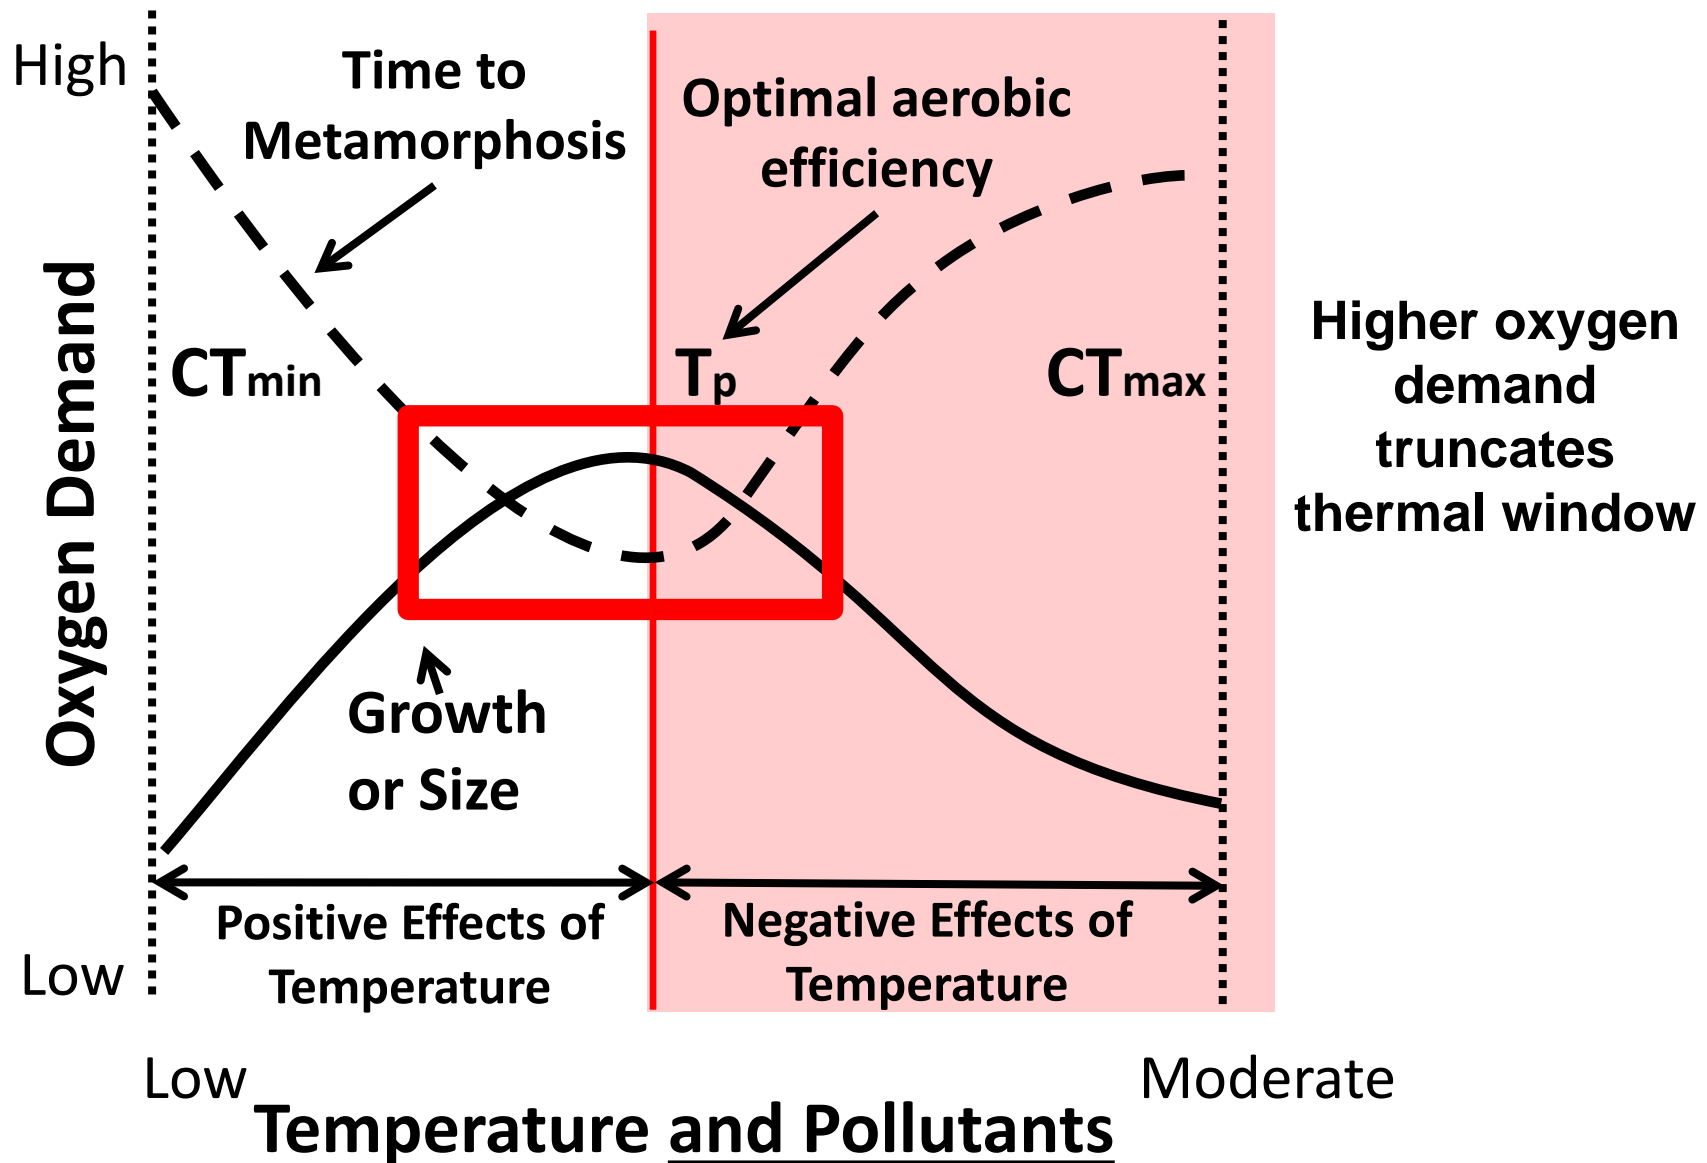 High
Time to
Metamorphosis
Optimal aerobic
efficiency
Oxygen Demand
CTmin
Tp
CTmax
Higher oxygen
demand
truncates
thermal window
Growth
or Size
Positive Effects of
Temperature
Negative Effects of
Temperature
Low
Low
Moderate
Temperature and Pollutants